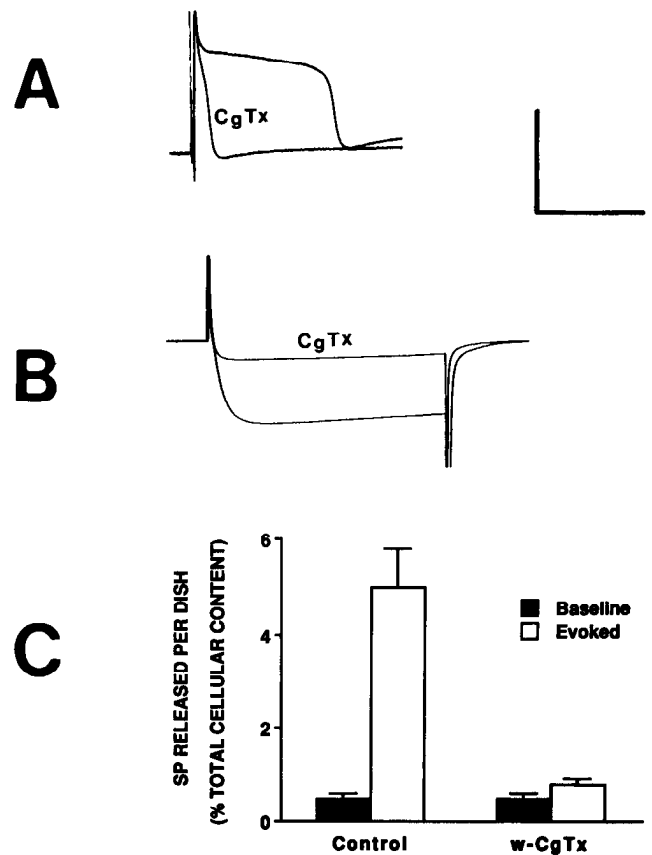 A
CgTx
B
CgTx
C
SP RELEASED PER DISH
(% TOTAL CELLULAR CONTENT)
6
4
2
0
Baseline
Evoked
Control
w-CgTx